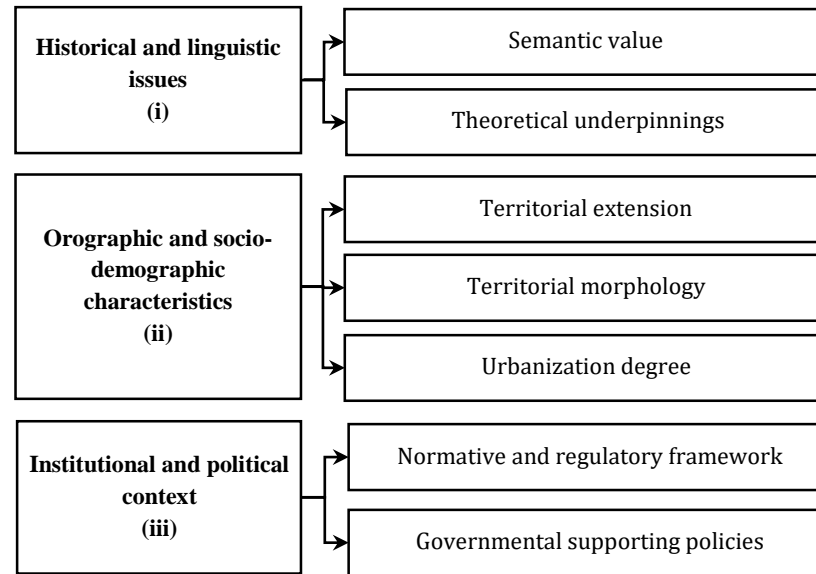 Historical and linguistic
issues
(i)
Semantic value
Theoretical underpinnings
Orographic and socio-
demographic
characteristics
(ii)
Territorial extension
Territorial morphology
Urbanization degree
Institutional and political
context
(iii)
Normative and regulatory framework
Governmental supporting policies